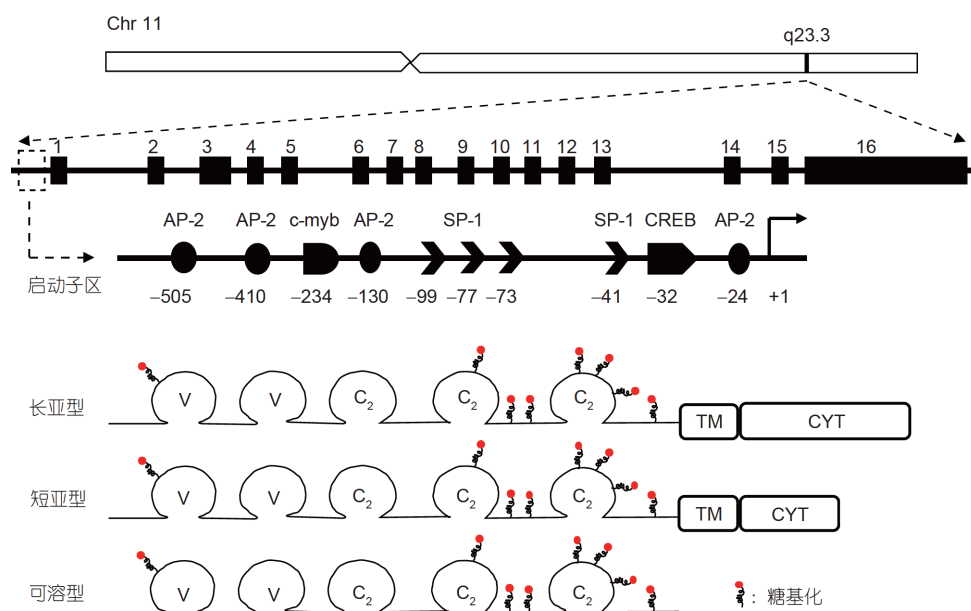 Chr 11
q23.3
1 2 3 4 5 6 7 8 9 10 11 12 13 14 15 16
AP-2 AP-2 c-myb AP-2 SP-1 SP-1 CREB AP-2
启动子区
–505 –410 –234 –130 –99 –77 –73 –41 –32 –24 +1
长亚型 V V C2 C2 C2 TM CYT
短亚型 V V C2 C2 C2 TM CYT
可溶型 V V C2 C2 C2 : 糖基化